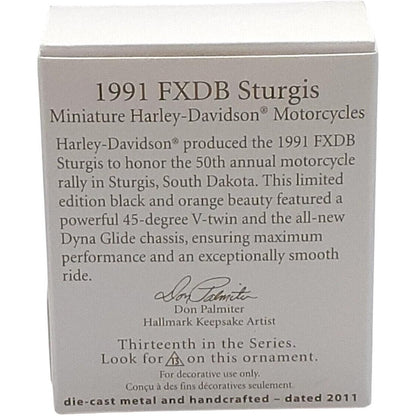 1991 FXDB Sturgis
Miniature Harley-Davidson® Motorcycles
Harley-Davidson® produced the 1991 FXDB
Sturgis to honor the 50th annual motorcycle
rally in Sturgis, South Dakota. This limited
edition black and orange beauty featured a
powerful 45-degree V-twin and the all-new
Dyna Glide chassis, ensuring maximum
performance and an exceptionally smooth
ride.
Don Palmiter
Don Palmiter
Hallmark Keepsake Artist
Thirteenth in the Series.
Look for 13 on this ornament.
For decorative use only.
Conçu à des fins décoratives seulement.
die-cast metal and handcrafted – dated 2011